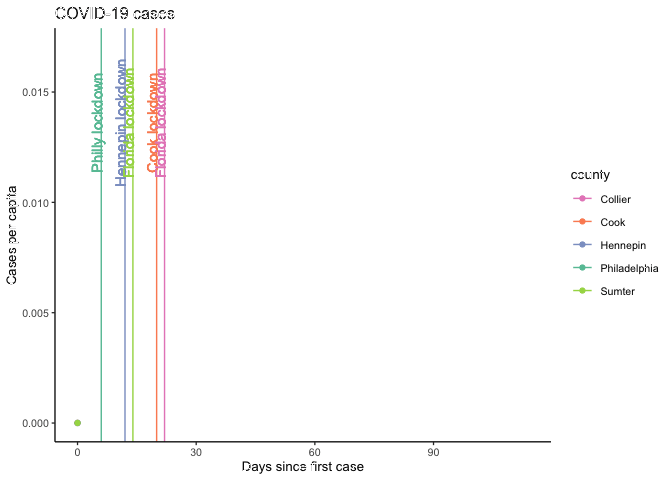 COVID-19 cases
Cases per capita
0.015
0.010
0.005
0.000
Philly lockdown
Hennepin lockdown
Florida lockdown
Cook lockdown
Florida lockdown
0
30
60
90
Days since first case
county
Collier
Cook
Hennepin
Philadelphia
Sumter